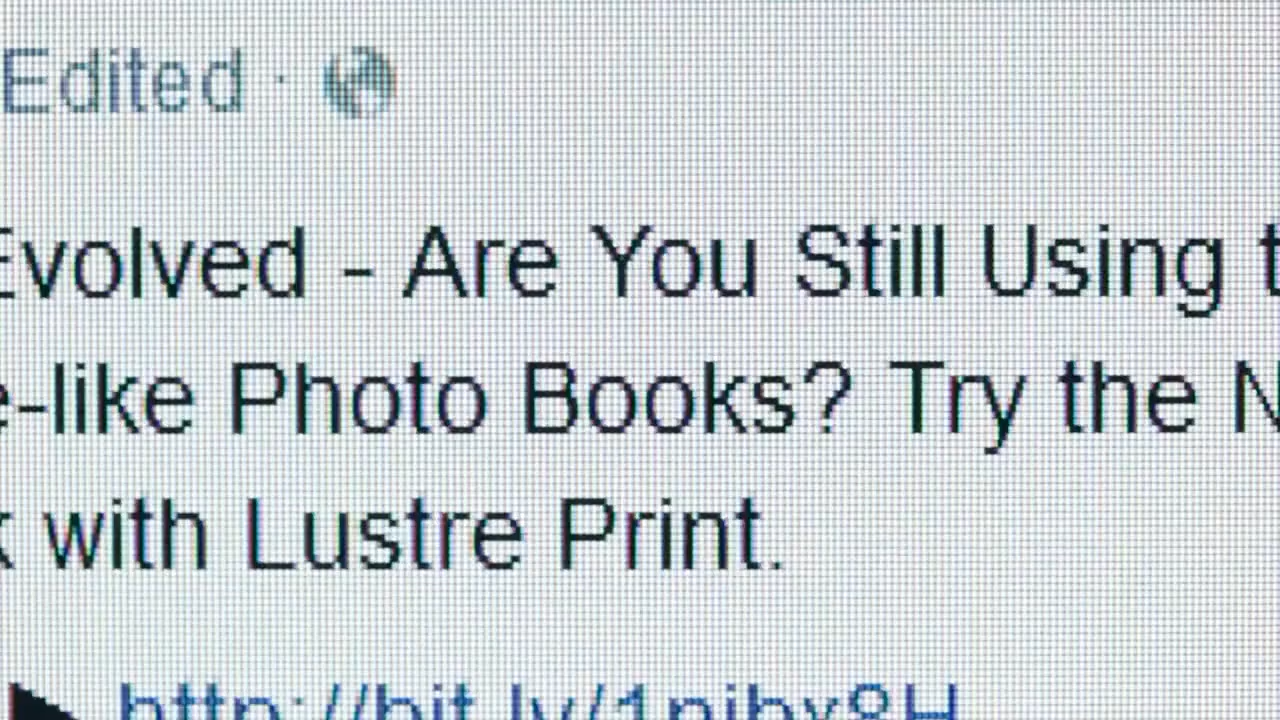 Edited ·
Evolved - Are You Still Using t
e-like Photo Books? Try the N
with Lustre Print.